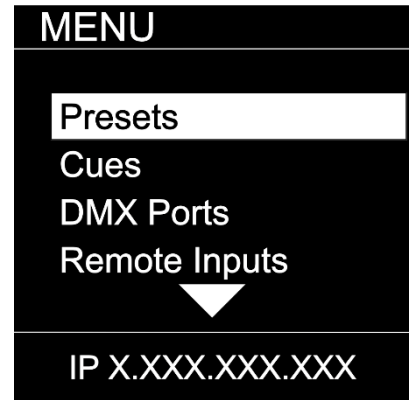 MENU
Presets
Cues
DMX Ports
Remote Inputs
IP X.XXX.XXX.XXX